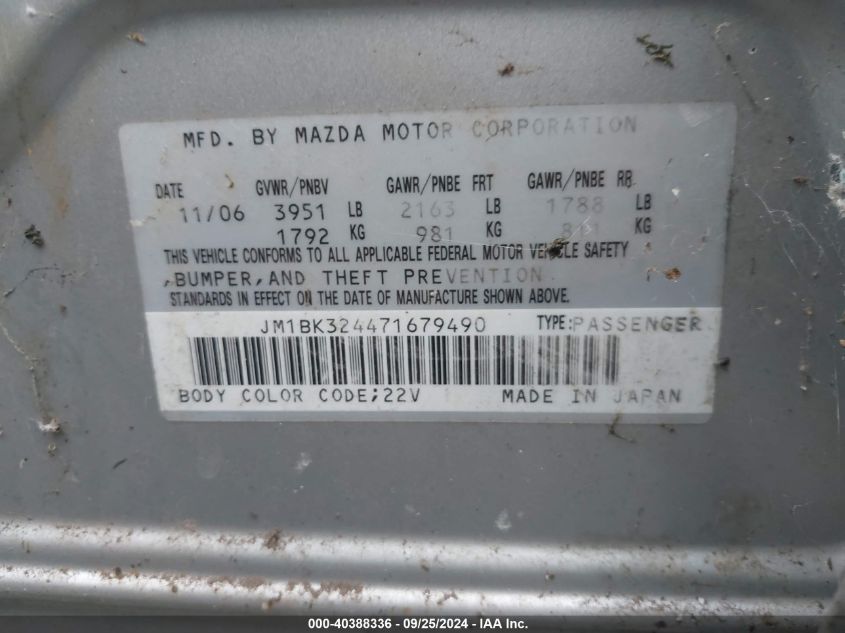 MFD. BY MAZDA MOTOR CORPORATION
DATE GVWR/PNBV GAWR/PNBE FRT GAWR/PNBE RR
11/06 3951 LB 2163 LB 1788 LB
1792 KG 981 KG 811 KG
THIS VEHICLE CONFORMS TO ALL APPLICABLE FEDERAL MOTOR VEHICLE SAFETY
,BUMPER,AND THEFT PREVENTION
STANDARDS IN EFFECT ON THE DATE OF MANUFACTURE SHOWN ABOVE.
JM1BK324471679490 TYPE:PASSENGER
BODY COLOR CODE;22V MADE IN JAPAN
000-40388336 - 09/25/2024 - IAA, Inc.